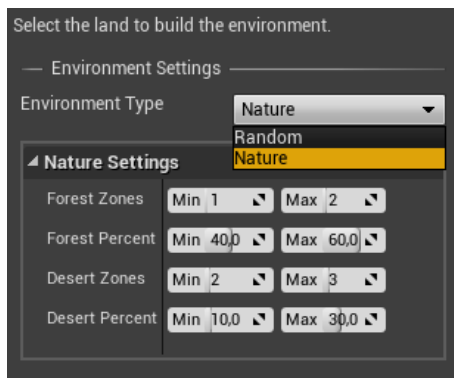 Select the land to build the environment.
Environment Settings
Environment Type Nature
Random
Nature
Nature Settings
Forest Zones Min 1 Max 2
Forest Percent Min 40,0 Max 60,0
Desert Zones Min 2 Max 3
Desert Percent Min 10,0 Max 30,0